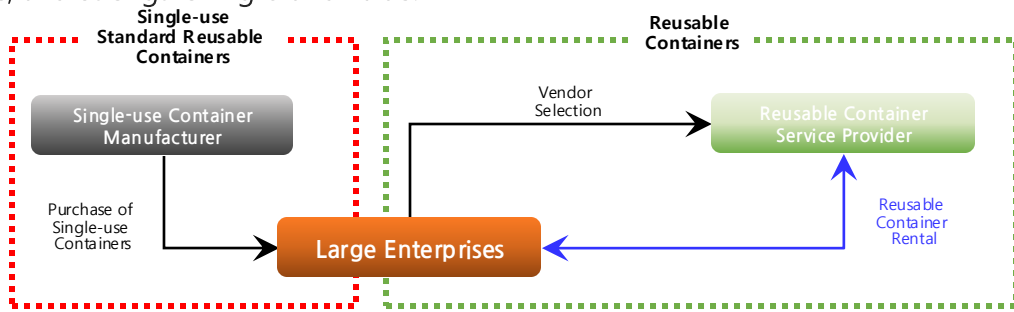 Single-use
Standard Reusable
Containers
Reusable
Containers
Single-use Container
Manufacturer
Vendor
Selection
Reusable Container
Service Provider
Purchase of
Single-use
Containers
Large Enterprises
Reusable
Container
Rental